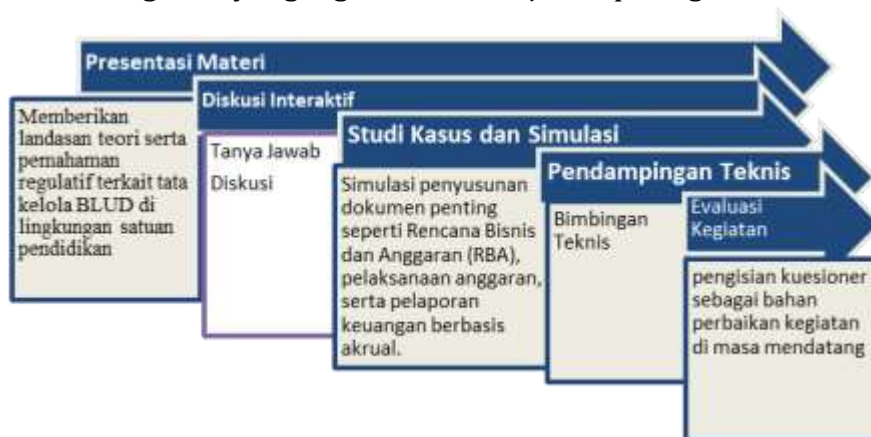 Presentasi Materi
Memberikan
landasan teori serta
pemahaman
regulatif terkait tata
kelola BLUD di
lingkungan satuan
pendidikan
Diskusi Interaktif
Tanya Jawab
Diskusi
Studi Kasus dan Simulasi
Simulasi penyusunan
dokumen penting
seperti Rencana Bisnis
dan Anggaran (RBA),
pelaksanaan anggaran,
serta pelaporan
keuangan berbasis
akrual.
Pendampingan Teknis
Bimbingan
Teknis
Evaluasi
Kegiatan
pengisian kuesioner
sebagai bahan
perbaikan kegiatan
di masa mendatang